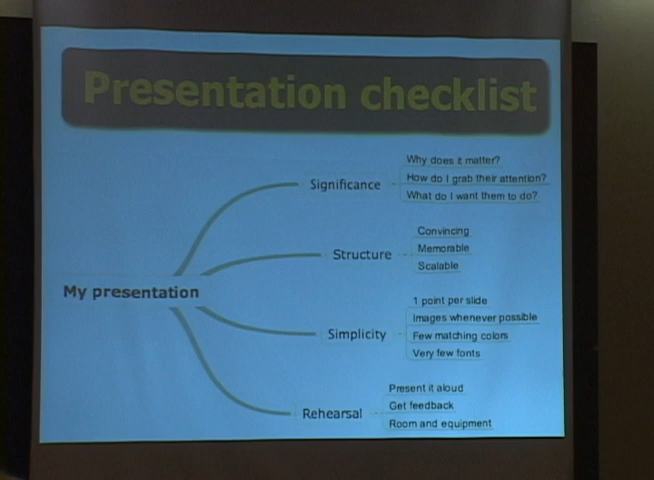 Presentation checklist
My presentation
Significance
Why does it matter?
How do I grab their attention?
What do I want them to do?
Structure
Convincing
Memorable
Scalable
Simplicity
1 point per slide
Images whenever possible
Few matching colors
Very few fonts
Rehearsal
Present it aloud
Get feedback
Room and equipment